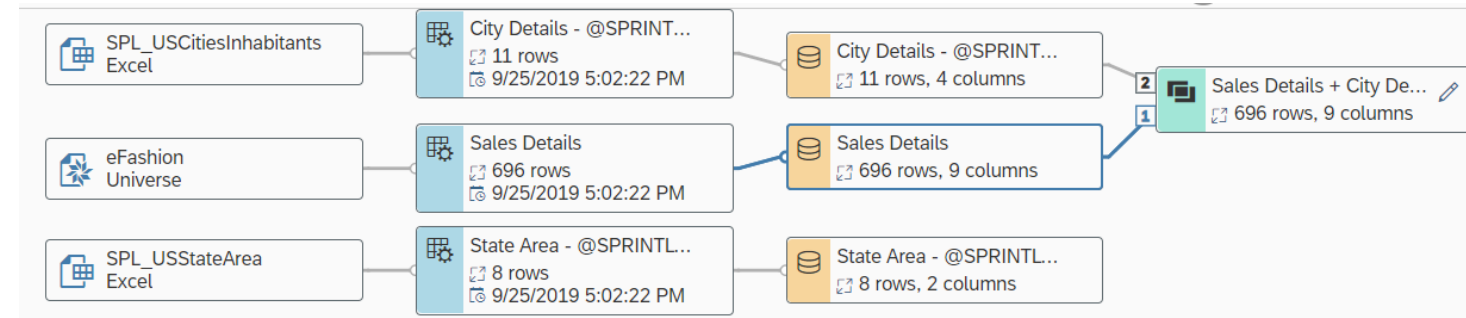 SPL_USCitiesInhabitants
Excel
City Details - @SPRINT...
11 rows
9/25/2019 5:02:22 PM
City Details - @SPRINT...
11 rows, 4 columns
2
1
Sales Details + City De...
696 rows, 9 columns
eFashion
Universe
Sales Details
696 rows
9/25/2019 5:02:22 PM
Sales Details
696 rows, 9 columns
SPL_USStateArea
Excel
State Area - @SPRINTL...
8 rows
9/25/2019 5:02:22 PM
State Area - @SPRINTL...
8 rows, 2 columns